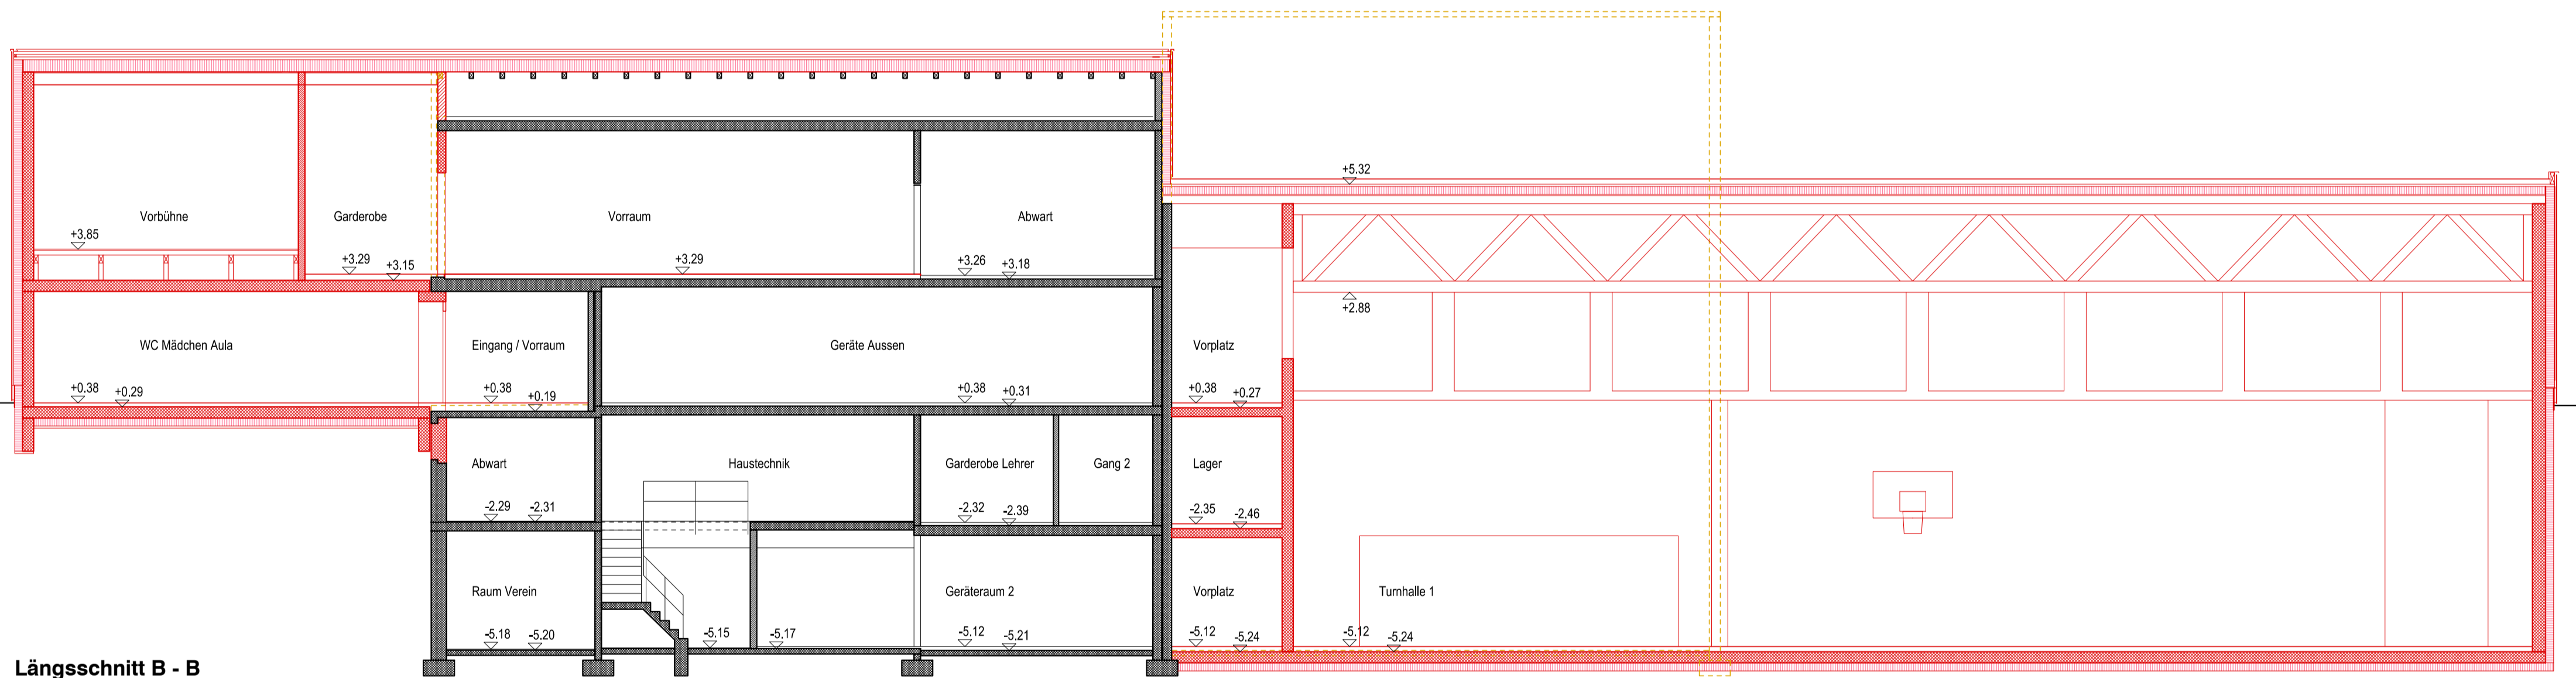 +5.32
Vorbühne
Garderobe
Vorraum
Abwart
+3.85
+3.29
+3.15
+3.29
+3.26
+3.18
+2.88
WC Mädchen Aula
Eingang / Vorraum
Geräte Aussen
Vorplatz
+0.38
+0.29
+0.38
+0.19
+0.38
+0.31
+0.38
+0.27
Abwart
Haustechnik
Garderobe Lehrer
Gang 2
Lager
-2.29
-2.31
-2.32
-2.39
-2.35
-2.46
Raum Verein
Geräteraum 2
Vorplatz
Turnhalle 1
-5.18
-5.20
-5.15
-5.17
-5.12
-5.21
-5.12
-5.24
-5.12
-5.24
Längsschnitt B - B